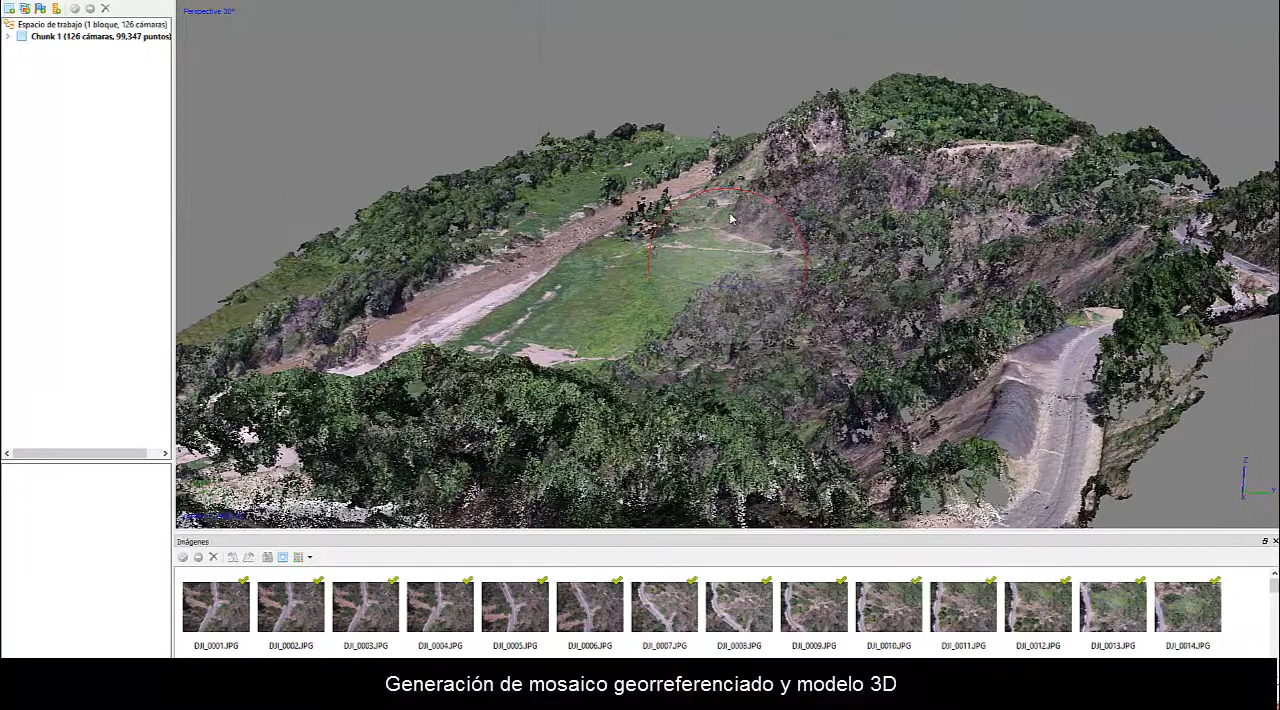 Perspective 30°
Espacio de trabajo (1 bloque, 126 cámaras)
Chunk 1 (126 cámaras, 99,347 puntos)
Z
Y
X
Imágenes
DJI_0001.JPG
DJI_0002.JPG
DJI_0003.JPG
DJI_0004.JPG
DJI_0005.JPG
DJI_0006.JPG
DJI_0007.JPG
DJI_0008.JPG
DJI_0009.JPG
DJI_0010.JPG
DJI_0011.JPG
DJI_0012.JPG
DJI_0013.JPG
DJI_0014.JPG
Generación de mosaico georreferenciado y modelo 3D